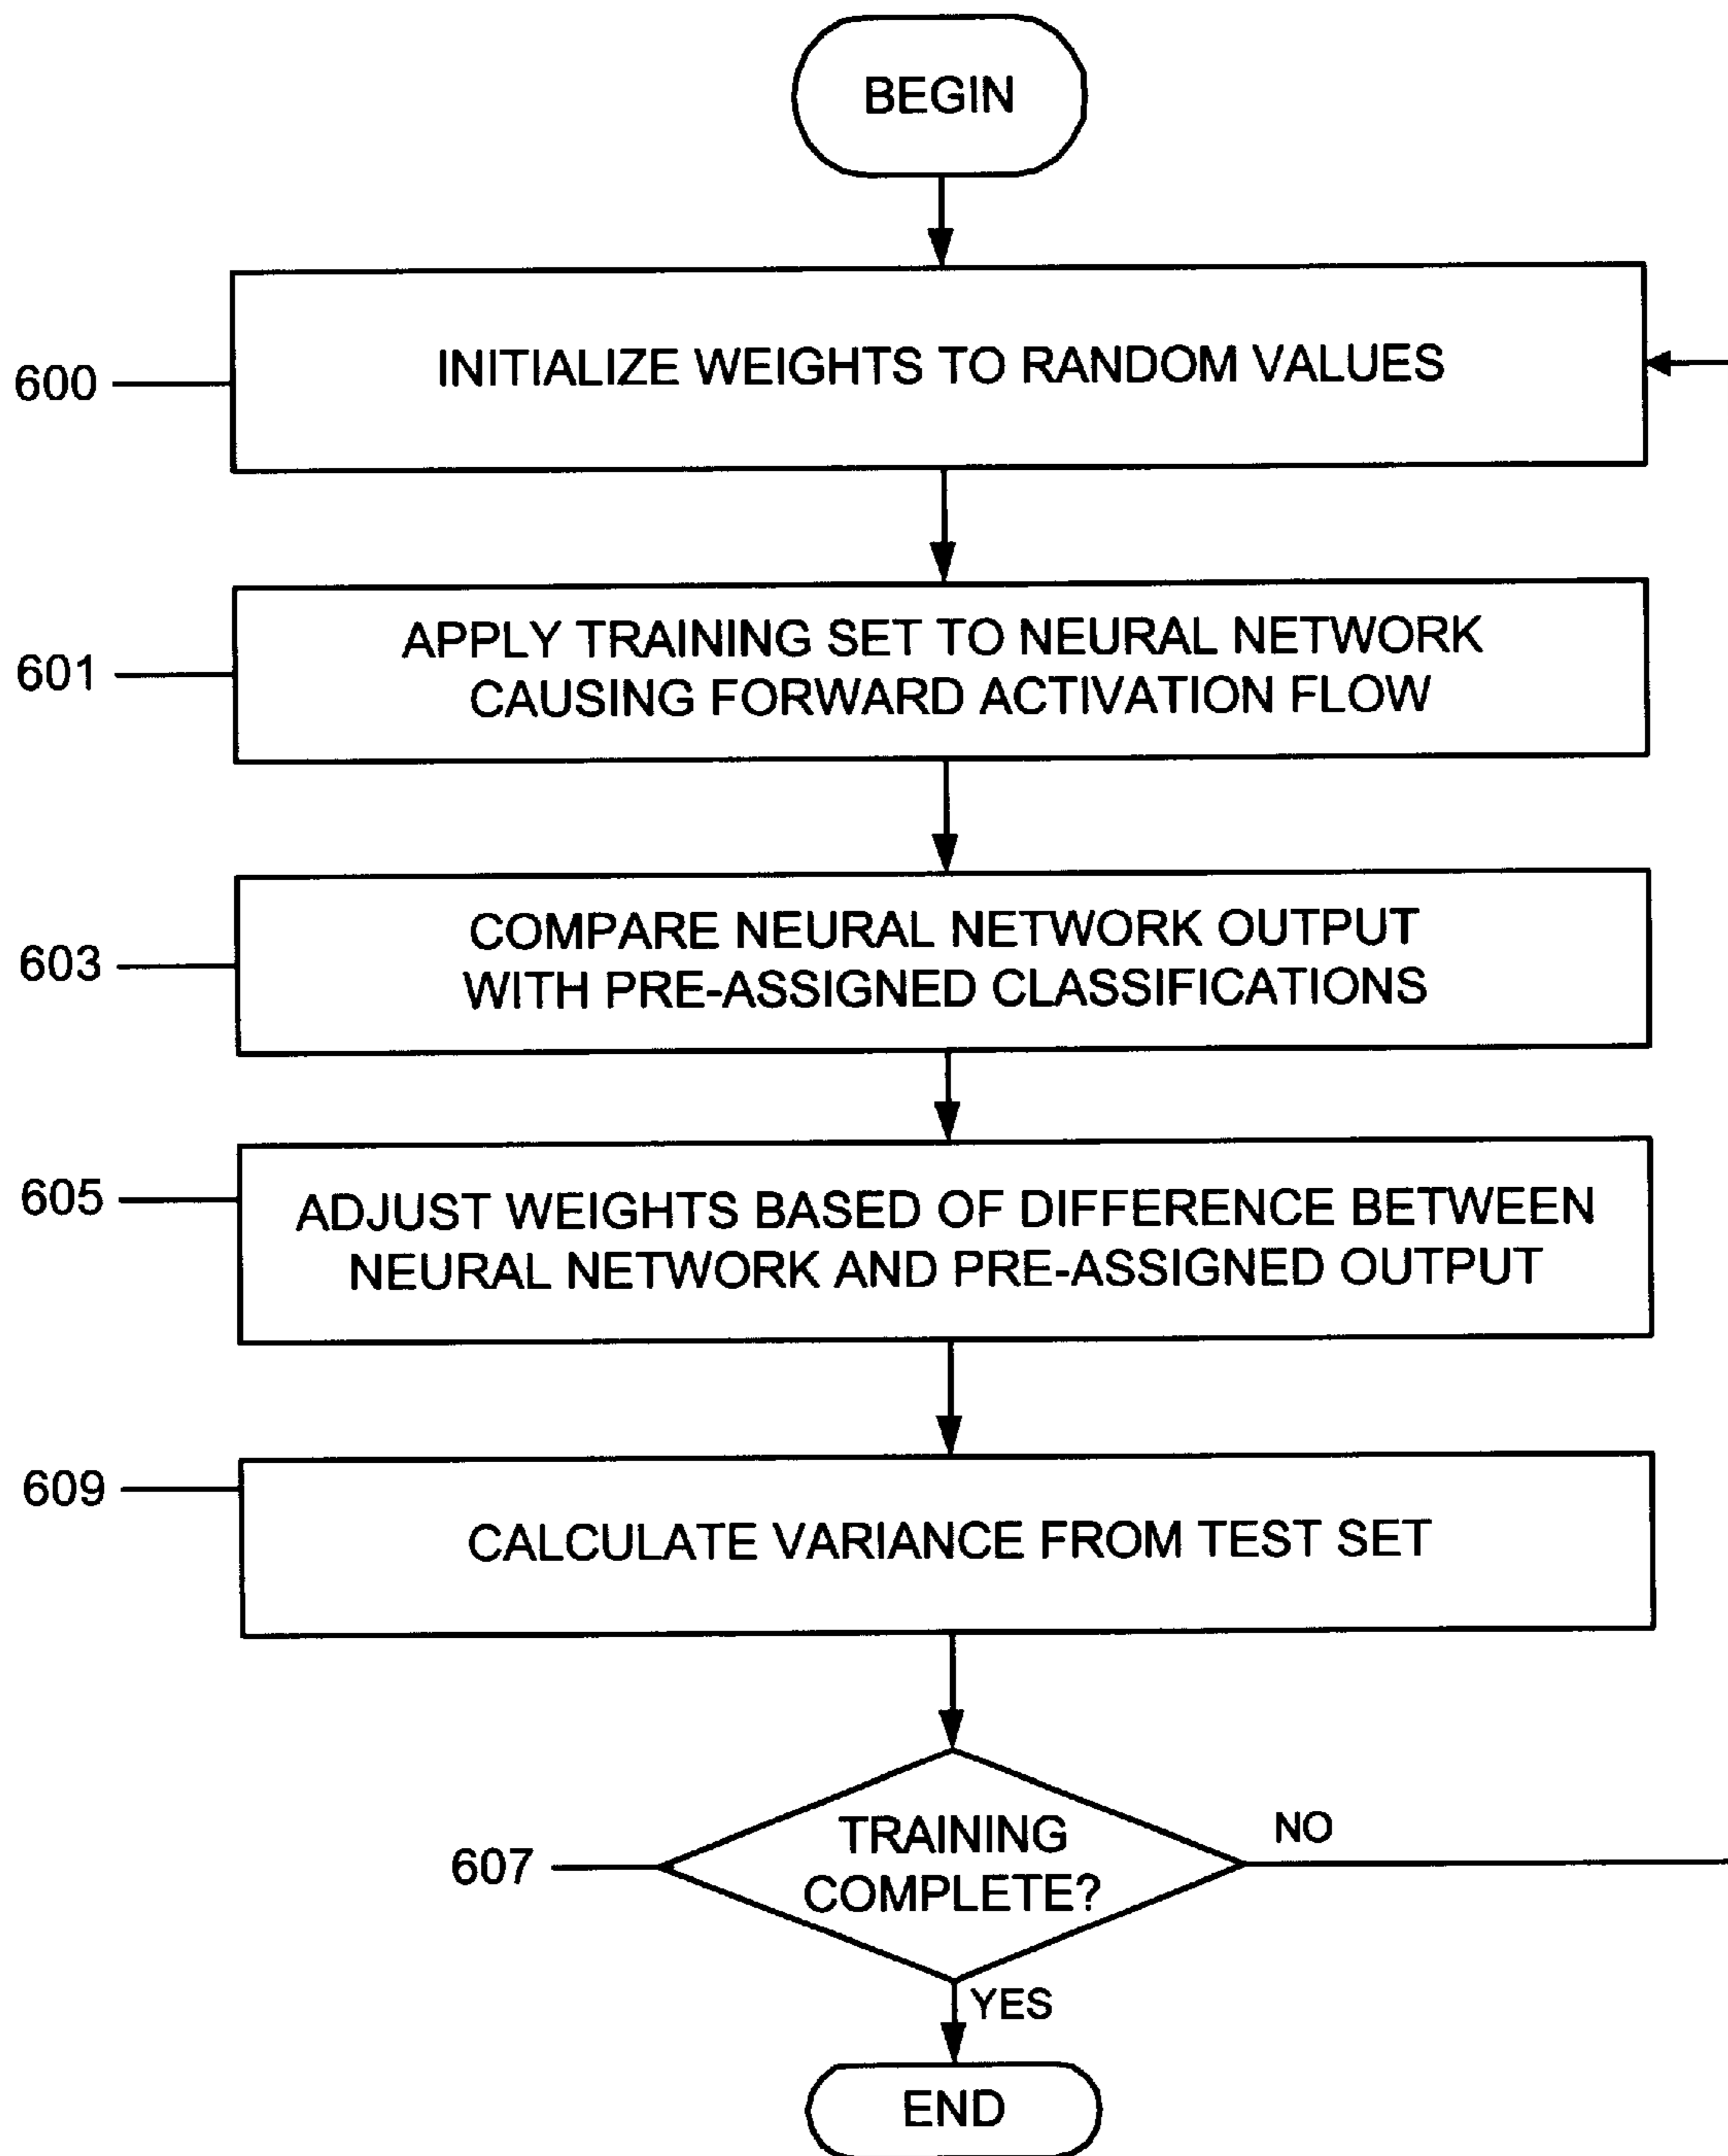 BEGIN
600
INITIALIZE WEIGHTS TO RANDOM VALUES
601
APPLY TRAINING SET TO NEURAL NETWORK
CAUSING FORWARD ACTIVATION FLOW
603
COMPARE NEURAL NETWORK OUTPUT
WITH PRE-ASSIGNED CLASSIFICATIONS
605
ADJUST WEIGHTS BASED OF DIFFERENCE BETWEEN
NEURAL NETWORK AND PRE-ASSIGNED OUTPUT
609
CALCULATE VARIANCE FROM TEST SET
607
TRAINING
COMPLETE?
NO
YES
END